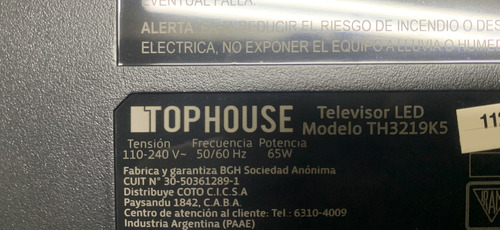 EVENTUAL FALLA.
ALERTA. REDUCIR EL RIESGO DE INCENDIO O
ELECTRICA, NO EXPONER EL EQUIPO A LLUVIA O
TOPHOUSE
Televisor LED
Modelo TH3219K5
Tensión Frecuencia Potencia
110-240 V~ 50/60 Hz 65W
Fabrica y garantiza BGH Sociedad Anónima
CUIT N° 30-50361289-1
Distribuye COTO C.I.C.S.A
Paysandu 1842, C.A.B.A.
Centro de atención al cliente: Tel: 6310-4009
Industria Argentina (PAAE)